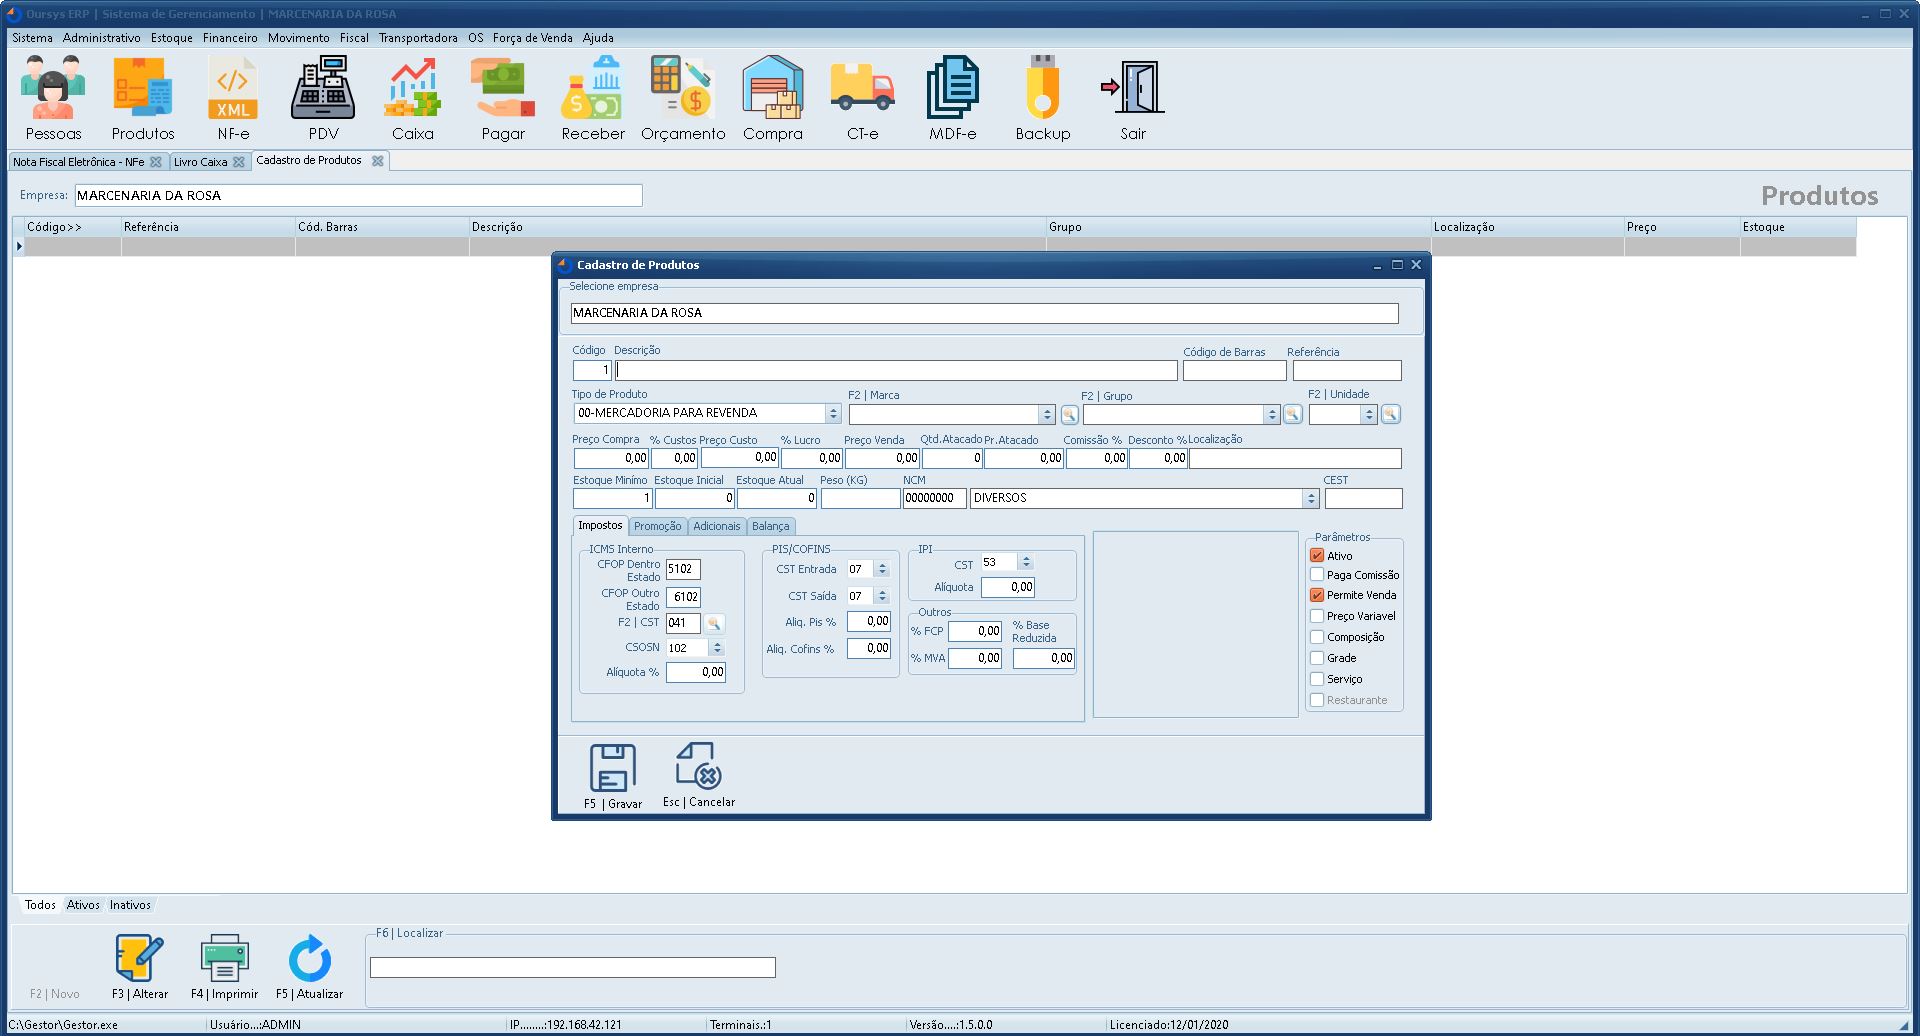 Oursys ERP | Sistema de Gerenciamento | MARCENARIA DA ROSA
Sistema Administrativo Estoque Financeiro Movimento Fiscal Transportadora OS Força de Venda Ajuda
Pessoas Produtos NF-e PDV Caixa Pagar Receber Orçamento Compra CT-e MDF-e Backup Sair
XML
Nota Fiscal Eletrônica - NFe Livro Caixa Cadastro de Produtos
Empresa: MARCENARIA DA ROSA
Produtos
Código>> Referência Cód. Barras Descrição Grupo Localização Preço Estoque
Cadastro de Produtos
Selecione empresa
MARCENARIA DA ROSA
Código Descrição Código de Barras Referência
1
Tipo de Produto F2 | Marca F2 | Grupo F2 | Unidade
00-MERCADORIA PARA REVENDA
Preço Compra % Custos Preço Custo % Lucro Preço Venda Qtd.Atacado Pr.Atacado Comissão % Desconto % Localização
0,00 0,00 0,00 0,00 0,00 0 0,00 0,00 0,00
Estoque Minímo Estoque Inicial Estoque Atual Peso (KG) NCM CEST
1 0 0 00000000 DIVERSOS
Impostos Promoção Adicionais Balança
ICMS Interno
CFOP Dentro Estado 5102
CFOP Outro Estado 6102
F2 | CST 041
CSOSN 102
Alíquota % 0,00
PIS/COFINS
CST Entrada 07
CST Saída 07
Aliq. Pis % 0,00
Aliq. Cofins % 0,00
IPI
CST 53
Alíquota 0,00
Outros
% FCP 0,00 % Base Reduzida
% MVA 0,00 0,00
Parâmetros
Ativo
Paga Comissão
Permite Venda
Preço Variavel
Composição
Grade
Serviço
Restaurante
F5 | Gravar Esc | Cancelar
Todos Ativos Inativos
F6 | Localizar
F2 | Novo F3 | Alterar F4 | Imprimir F5 | Atualizar
C:\Gestor\Gestor.exe Usuário...:ADMIN IP........:192.168.42.121 Terminais.:1 Versão....:1.5.0.0 Licenciado:12/01/2020